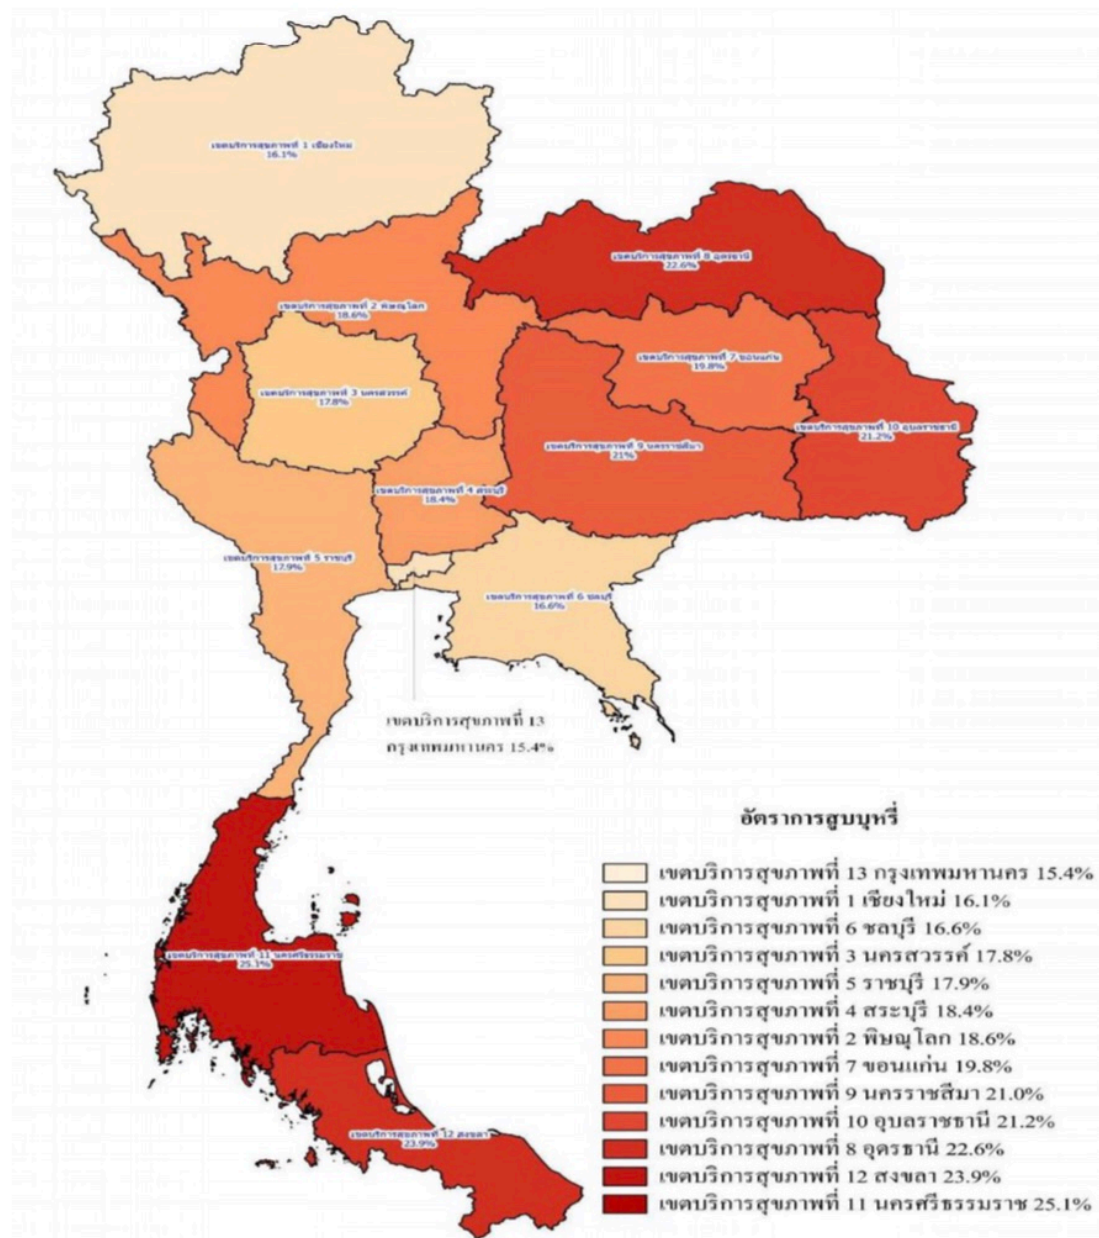 เขตบริการสุขภาพที่ 1 เชียงใหม่
16.1%
เขตบริการสุขภาพที่ 8 อุดรธานี
22.6%
เขตบริการสุขภาพที่ 2 พิษณุโลก
18.6%
เขตบริการสุขภาพที่ 7 ขอนแก่น
19.8%
เขตบริการสุขภาพที่ 3 นครสวรรค์
17.8%
เขตบริการสุขภาพที่ 10 อุบลราชธานี
21.2%
เขตบริการสุขภาพที่ 9 นครราชสีมา
21%
เขตบริการสุขภาพที่ 4 สระบุรี
18.4%
เขตบริการสุขภาพที่ 5 ราชบุรี
17.9%
เขตบริการสุขภาพที่ 6 ชลบุรี
16.6%
เขตบริการสุขภาพที่ 13
กรุงเทพมหานคร 15.4%
เขตบริการสุขภาพที่ 11 นครศรีธรรมราช
25.1%
เขตบริการสุขภาพที่ 12 สงขลา
23.9%
อัตราการสูบบุหรี่
เขตบริการสุขภาพที่ 13 กรุงเทพมหานคร 15.4%
เขตบริการสุขภาพที่ 1 เชียงใหม่ 16.1%
เขตบริการสุขภาพที่ 6 ชลบุรี 16.6%
เขตบริการสุขภาพที่ 3 นครสวรรค์ 17.8%
เขตบริการสุขภาพที่ 5 ราชบุรี 17.9%
เขตบริการสุขภาพที่ 4 สระบุรี 18.4%
เขตบริการสุขภาพที่ 2 พิษณุโลก 18.6%
เขตบริการสุขภาพที่ 7 ขอนแก่น 19.8%
เขตบริการสุขภาพที่ 9 นครราชสีมา 21.0%
เขตบริการสุขภาพที่ 10 อุบลราชธานี 21.2%
เขตบริการสุขภาพที่ 8 อุดรธานี 22.6%
เขตบริการสุขภาพที่ 12 สงขลา 23.9%
เขตบริการสุขภาพที่ 11 นครศรีธรรมราช 25.1%